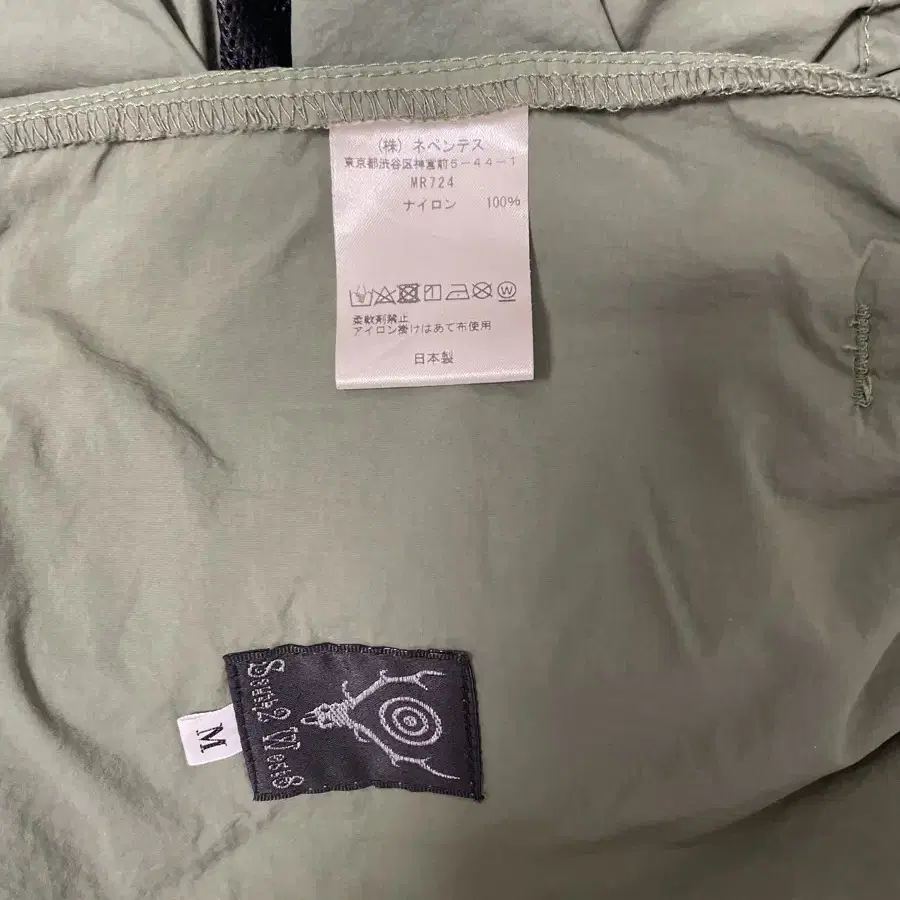 (株) ネペンテス
東京都渋谷区神宮前5-44-1
MR724
ナイロン 100%
W
柔軟剤禁止
アイロン掛けはあて布使用
日本製
South2 West8
M